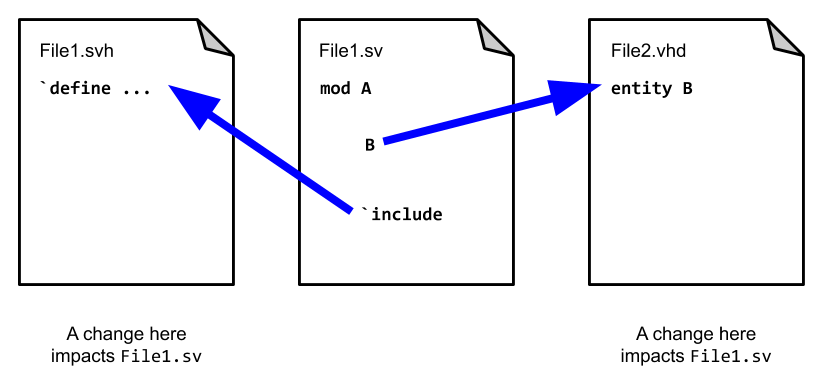 File1.svh
`define ...
File1.sv
mod A
B
`include
File2.vhd
entity B
A change here
impacts File1.sv
A change here
impacts File1.sv